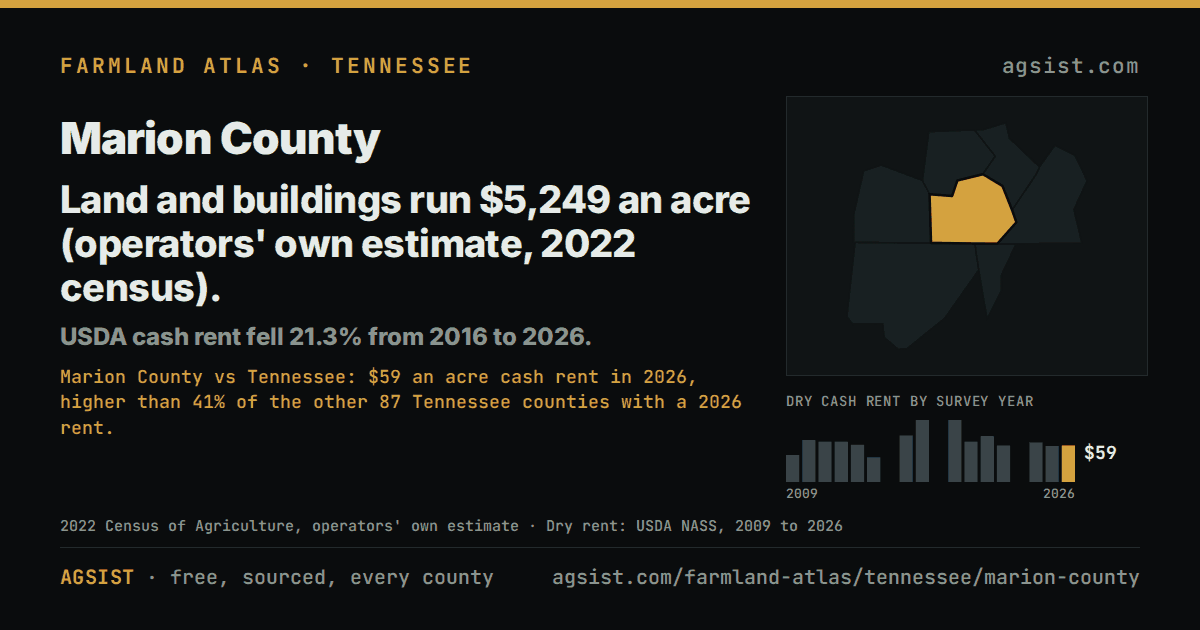 FARMLAND ATLAS · TENNESSEE
agsist.com
Marion County
Land and buildings run $5,249 an acre
(operators' own estimate, 2022
census).
USDA cash rent fell 21.3% from 2016 to 2026.
Marion County vs Tennessee: $59 an acre cash rent in 2026,
higher than 41% of the other 87 Tennessee counties with a 2026
rent.
DRY CASH RENT BY SURVEY YEAR
$59
2009
2026
2022 Census of Agriculture, operators' own estimate · Dry rent: USDA NASS, 2009 to 2026
AGSIST · free, sourced, every county
agsist.com/farmland-atlas/tennessee/marion-county